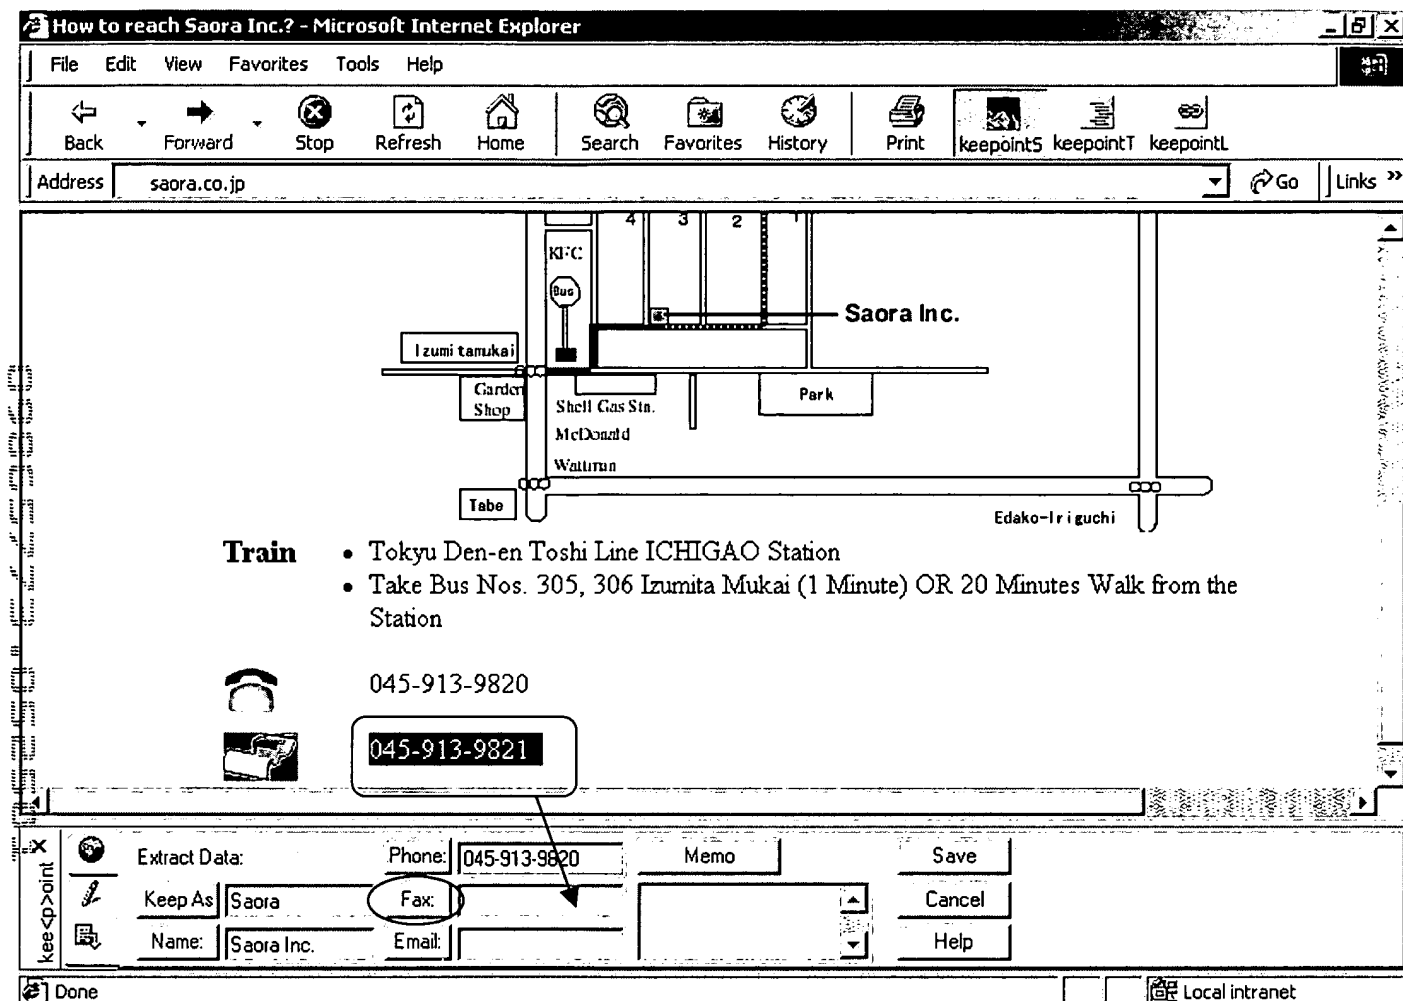 How to reach Saora Inc.? - Microsoft Internet Explorer
File Edit View Favorites Tools Help
Back Forward Stop Refresh Home Search Favorites History Print keepointS keepointT keepointL
Address saora.co.jp Go Links »
4 3 2 1
KFC
Bus
Saora Inc.
Izumi tamukai
Garden
Shop
Shell Gas Stn.
Park
McDonald
Tabe
Edako-Iriguchi
Train • Tokyu Den-en Toshi Line ICHIGAO Station
• Take Bus Nos. 305, 306 Izumita Mukai (1 Minute) OR 20 Minutes Walk from the
Station
045-913-9820
045-913-9821
kee<p>oint
Extract Data: Phone: 045-913-9820 Memo Save
Keep As Saora Fax: Cancel
Name: Saora Inc. Email: Help
Done Local intranet